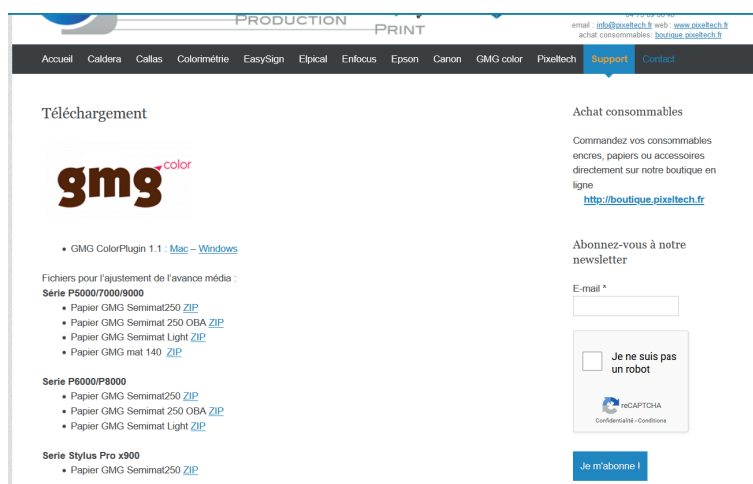 PRODUCTION
PRINT
email : info@pixeltech.fr web : www.pixeltech.fr
achat consommables: boutique.pixeltech.fr
Accueil Caldera Callas Colorimétrie EasySign Elpical Enfocus Epson Canon GMG color Pixeltech Support Contact
Téléchargement
gmg color
• GMG ColorPlugin 1.1 : Mac – Windows
Fichiers pour l'ajustement de l'avance média :
Série P5000/7000/9000
• Papier GMG Semimat250 ZIP
• Papier GMG Semimat 250 OBA ZIP
• Papier GMG Semimat Light ZIP
• Papier GMG mat 140 ZIP
Serie P6000/P8000
• Papier GMG Semimat250 ZIP
• Papier GMG Semimat 250 OBA ZIP
• Papier GMG Semimat Light ZIP
Serie Stylus Pro x900
• Papier GMG Semimat250 ZIP
Achat consommables
Commandez vos consommables
encres, papiers ou accessoires
directement sur notre boutique en
ligne
http://boutique.pixeltech.fr
Abonnez-vous à notre
newsletter
E-mail *
Je ne suis pas
un robot
reCAPTCHA
Confidentialité - Conditions
Je m'abonne !